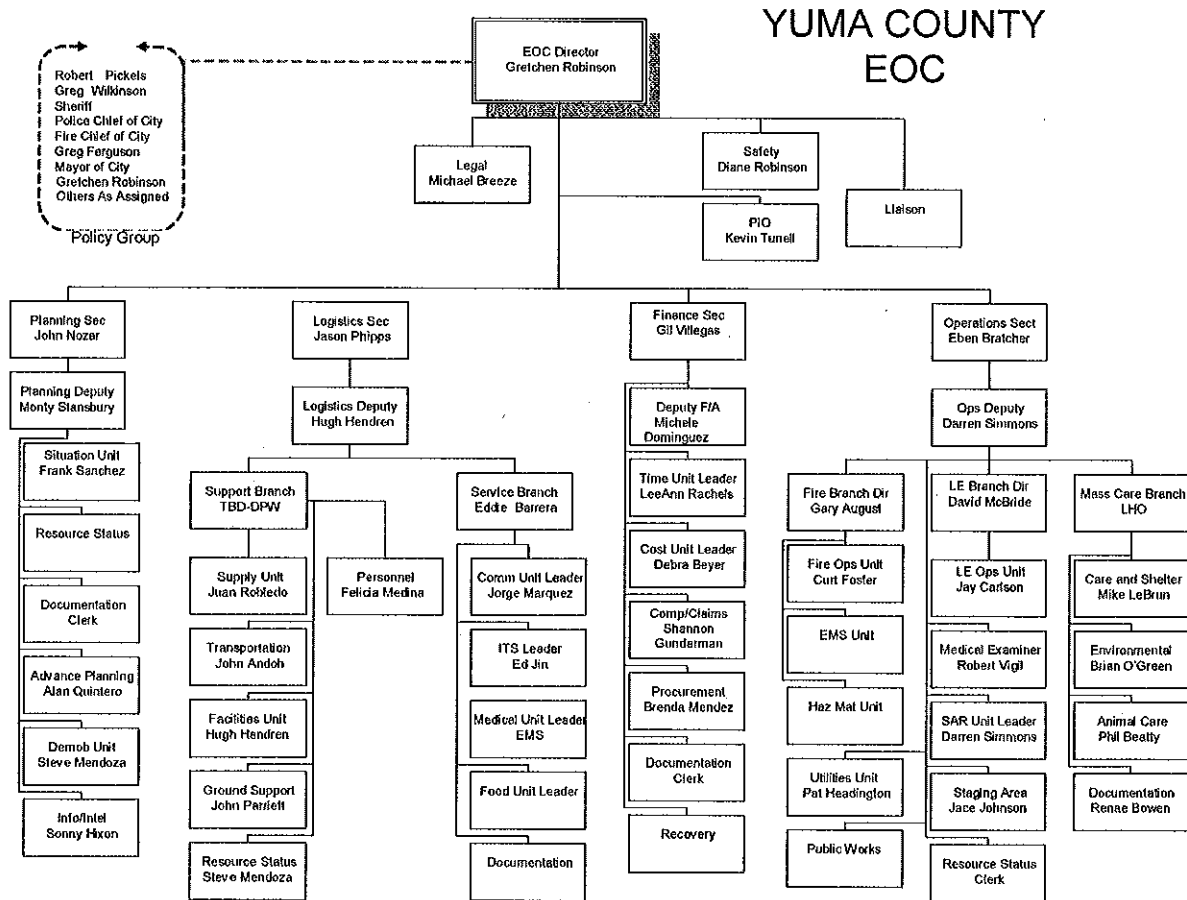 YUMA COUNTY
EOC
EOC Director
Gretchen Robinson
Robert Pickels
Greg Wilkinson
Sheriff
Police Chief of City
Fire Chief of City
Greg Ferguson
Mayor of City
Gretchen Robinson
Others As Assigned
Policy Group
Legal
Michael Breeze
Safety
Diane Robinson
PIO
Kevin Tunell
Liaison
Planning Sec
John Nozer
Planning Deputy
Monty Stansbury
Situation Unit
Frank Sanchez
Resource Status
Documentation
Clerk
Advance Planning
Alan Quintero
Demob Unit
Steve Mendoza
Info/Intel
Sonny Hixon
Logistics Sec
Jason Phipps
Logistics Deputy
Hugh Hendren
Support Branch
TBD-DPW
Supply Unit
Juan Robledo
Transportation
John Andoh
Facilities Unit
Hugh Hendren
Ground Support
John Parriett
Resource Status
Steve Mendoza
Personnel
Felicia Medina
Service Branch
Eddie Barrera
Comm Unit Leader
Jorge Marquez
ITS Leader
Ed Jin
Medical Unit Leader
EMS
Food Unit Leader
Documentation
Finance Sec
Gil Villegas
Deputy F/A
Michele
Dominguez
Time Unit Leader
LeeAnn Rachels
Cost Unit Leader
Debra Beyer
Comp/Claims
Shannon
Gunderman
Procurement
Brenda Mendez
Documentation
Clerk
Recovery
Operations Sect
Eben Bratcher
Ops Deputy
Darren Simmons
Fire Branch Dir
Gary August
Fire Ops Unit
Curt Foster
EMS Unit
Haz Mat Unit
Utilities Unit
Pat Headington
Public Works
LE Branch Dir
David McBride
LE Ops Unit
Jay Carlson
Medical Examiner
Robert Vigil
SAR Unit Leader
Darren Simmons
Staging Area
Jace Johnson
Resource Status
Clerk
Mass Care Branch
LHO
Care and Shelter
Mike LeBrun
Environmental
Brian O'Green
Animal Care
Phil Beatty
Documentation
Renae Bowen